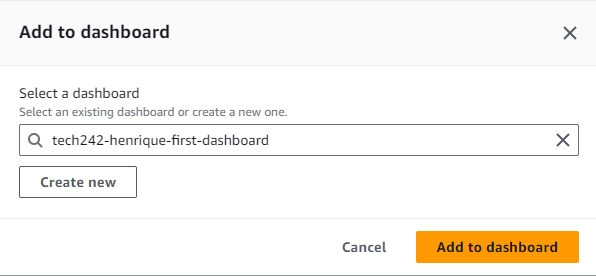 Add to dashboard
Select a dashboard
Select an existing dashboard or create a new one.
tech242-henrique-first-dashboard
Create new
Cancel Add to dashboard